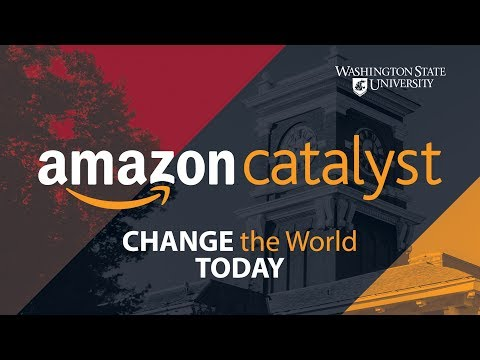 WASHINGTON STATE
UNIVERSITY
amazon catalyst
CHANGE the World
TODAY